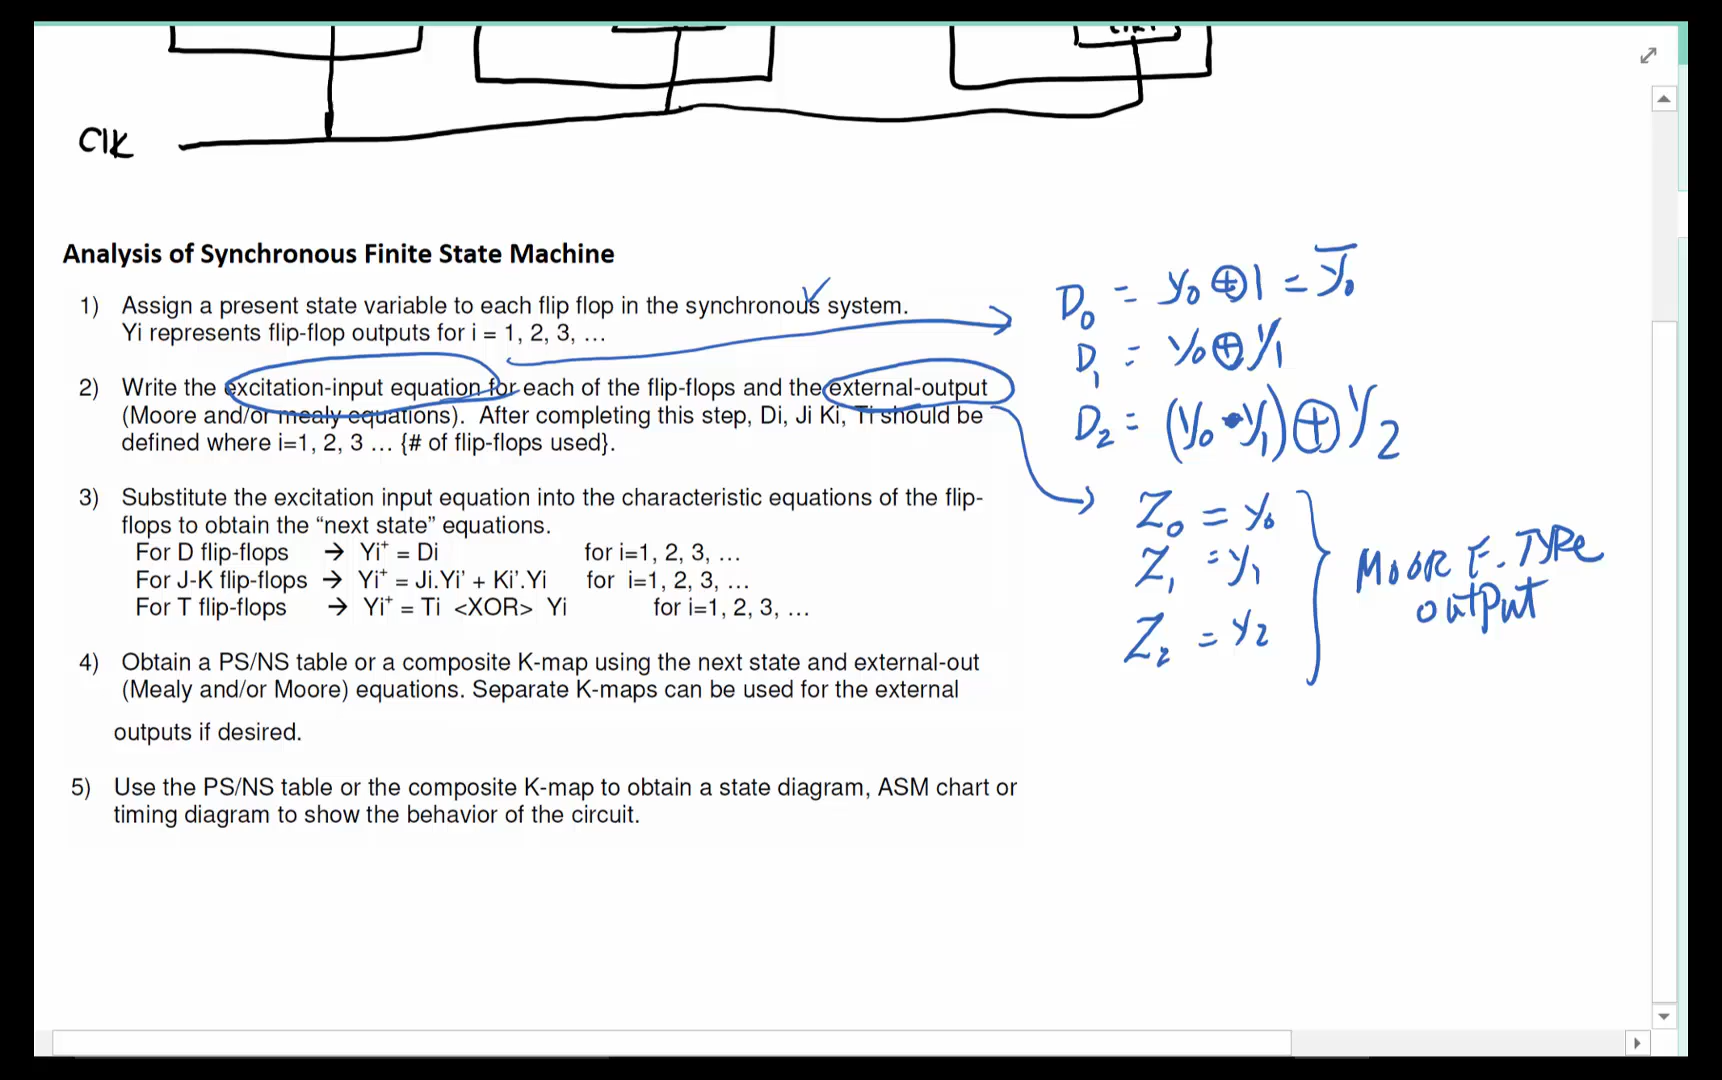 Clk
Analysis of Synchronous Finite State Machine
1) Assign a present state variable to each flip flop in the synchronous system.
Yi represents flip-flop outputs for i = 1, 2, 3, …
2) Write the excitation-input equation for each of the flip-flops and the external-output
(Moore and/or mealy equations). After completing this step, Di, Ji Ki, Ti should be
defined where i=1, 2, 3 … {# of flip-flops used}.
3) Substitute the excitation input equation into the characteristic equations of the flip-
flops to obtain the “next state” equations.
For D flip-flops → Yi⁺ = Di for i=1, 2, 3, …
For J-K flip-flops → Yi⁺ = Ji.Yi’ + Ki’.Yi for i=1, 2, 3, …
For T flip-flops → Yi⁺ = Ti <XOR> Yi for i=1, 2, 3, …
4) Obtain a PS/NS table or a composite K-map using the next state and external-out
(Mealy and/or Moore) equations. Separate K-maps can be used for the external
outputs if desired.
5) Use the PS/NS table or the composite K-map to obtain a state diagram, ASM chart or
timing diagram to show the behavior of the circuit.
D₀ = y₀ ⊕ 1 = y̅₀
D₁ = y₀ ⊕ y₁
D₂ = (y₀ • y₁) ⊕ y₂
Z₀ = y₀
Z₁ = y₁
Z₂ = y₂
MOOR E. TYPe
OUTPUT